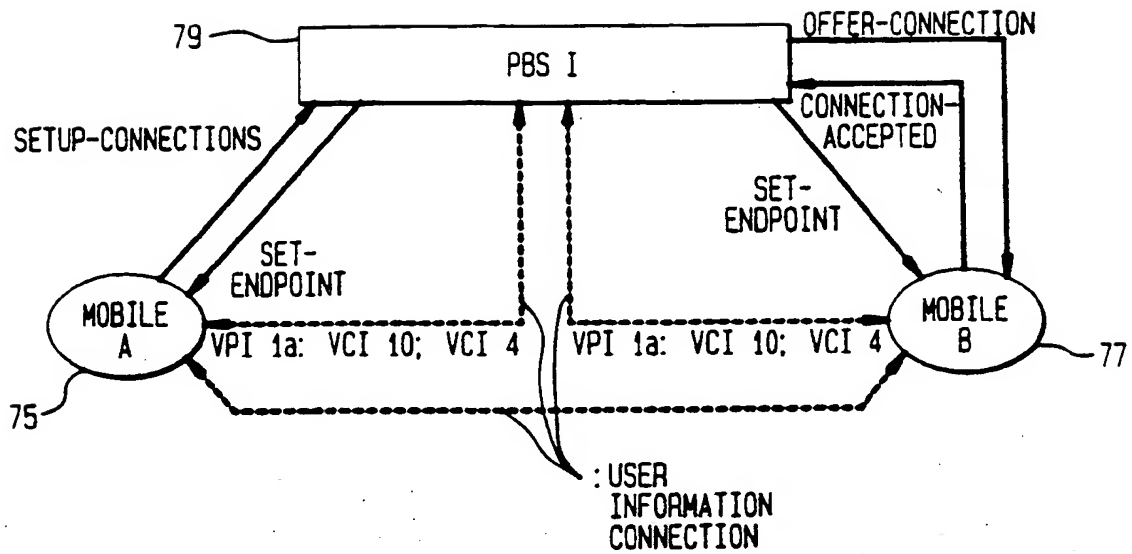 79
PBS I
OFFER-CONNECTION
SETUP-CONNECTIONS
CONNECTION-
ACCEPTED
SET-
ENDPOINT
SET-
ENDPOINT
MOBILE
A
MOBILE
B
VPI 1a: VCI 10; VCI 4
VPI 1a: VCI 10; VCI 4
75
77
: USER
INFORMATION
CONNECTION